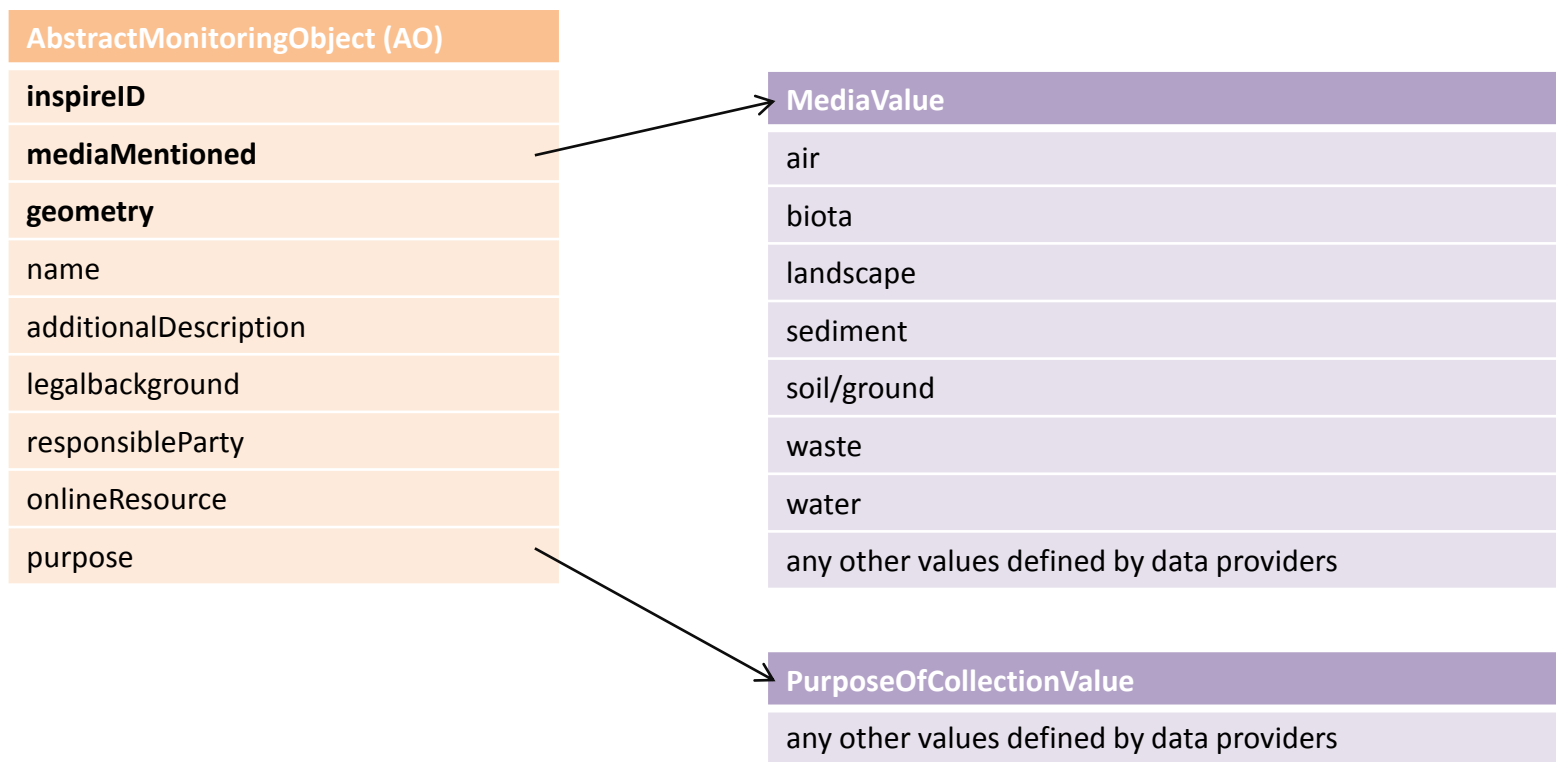 AbstractMonitoringObject (AO)
inspireID
mediaMentioned
geometry
name
additionalDescription
legalbackground
responsibleParty
onlineResource
purpose
MediaValue
air
biota
landscape
sediment
soil/ground
waste
water
any other values defined by data providers
PurposeOfCollectionValue
any other values defined by data providers